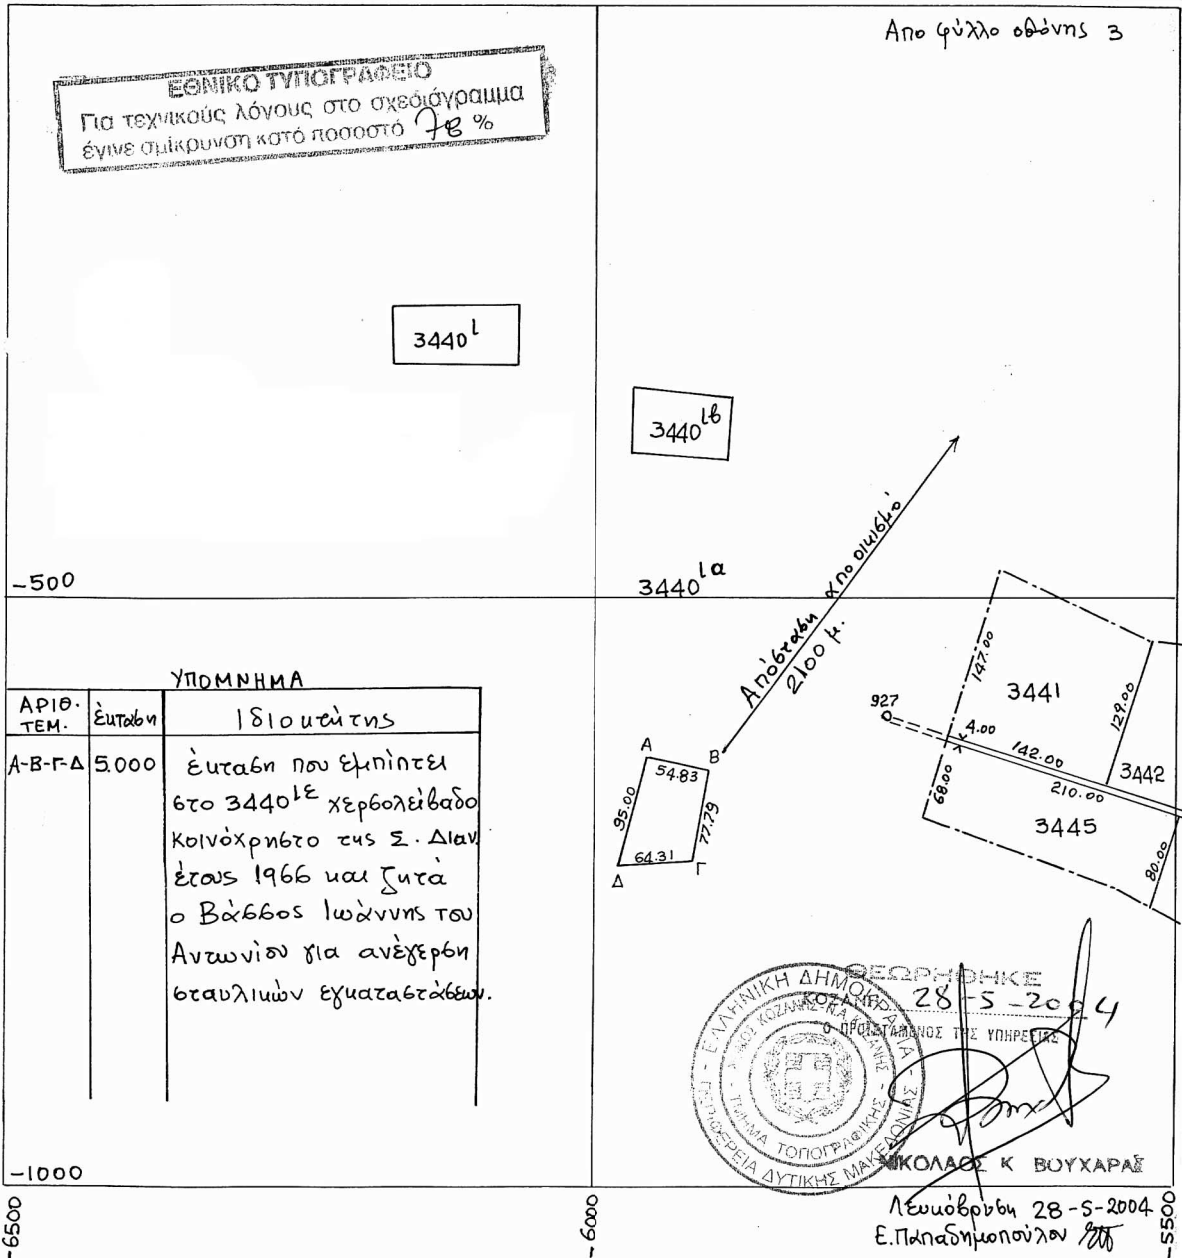 Απο φύλλο οθόνης 3
ΕΘΝΙΚΟ ΤΥΠΟΓΡΑΦΕΙΟ
Για τεχνικούς λόγους στο σχεδιάγραμμα
έγινε σμίκρυνση κατά ποσοστό 78 %
3440ι
3440ιβ
Απόσταση απο οικισμό
2100 μ.
-500
3440ια
147.00
3441
129.00
927
4.00
142.00
3442
68.00
210.00
3445
80.00
ΥΠΟΜΝΗΜΑ
ΑΡΙΘ. ΤΕΜ. έκταση Ιδιοκτήτης
Α-Β-Γ-Δ 5.000 έκταση που εμπίπτει
στο 3440ιε χερσολείβαδο
κοινόχρηστο της Σ. Διαν.
έτους 1966 και ζητά
ο Βάσσος Ιωάννης του
Αντωνίου για ανέγερση
σταυλικών εγκαταστάσεων.
Α
Β
54.83
95.00
77.79
64.31
Δ
Γ
ΘΕΩΡΗΘΗΚΕ
ΚΟΖΑΝΗ 28-5-2004
Ο ΠΡΟΪΣΤΑΜΕΝΟΣ ΤΗΣ ΥΠΗΡΕΣΙΑΣ
ΕΛΛΗΝΙΚΗ ΔΗΜΟΚΡΑΤΙΑ - ΠΕΡΙΦΕΡΕΙΑ ΔΥΤΙΚΗΣ ΜΑΚΕΔΟΝΙΑΣ
ΚΟΖΑΝΗΣ
ΤΜΗΜΑ ΤΟΠΟΓΡΑΦΙΚΗΣ
ΝΙΚΟΛΑΟΣ Κ ΒΟΥΧΑΡΑΣ
-1000
Λευκόβρυση 28-5-2004
Ε. Παπαδημοπούλου
-6500
-6000
-5500